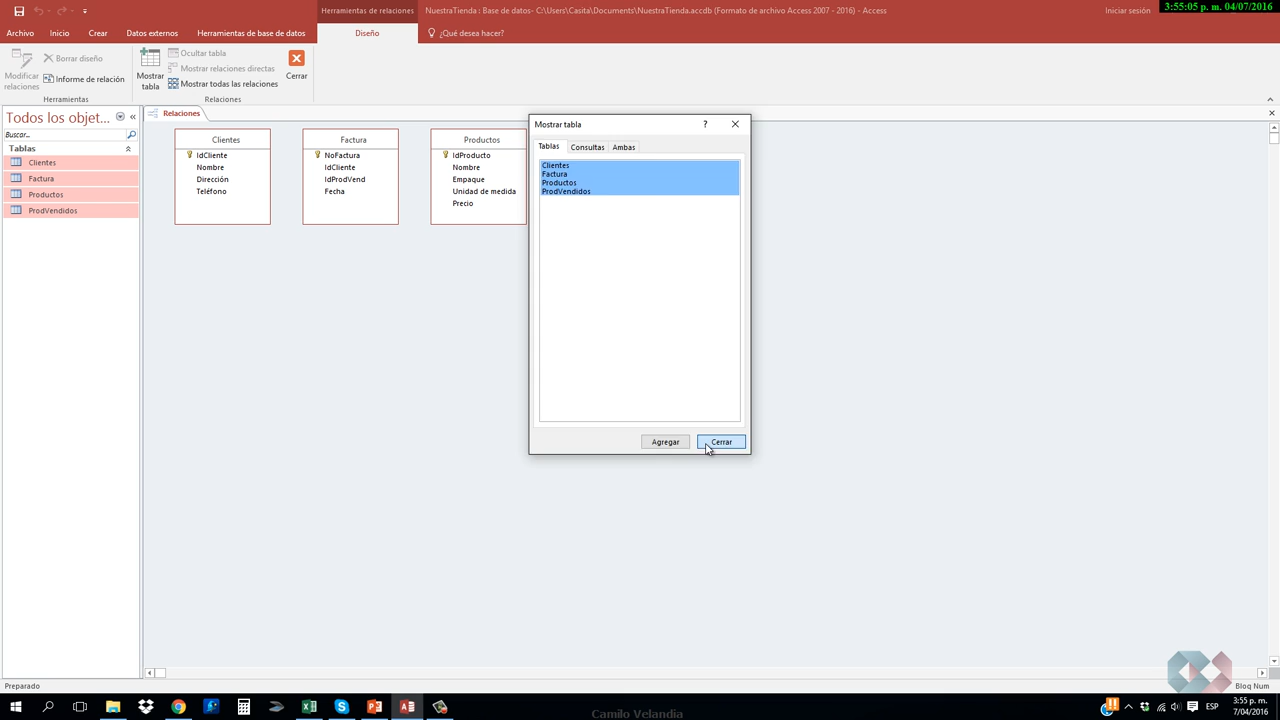 Herramientas de relaciones
NuestraTienda : Base de datos- C:\Users\Casita\Documents\NuestraTienda.accdb (Formato de archivo Access 2007 - 2016) - Access
Iniciar sesión
3:55:05 p. m. 04/07/2016
Archivo
Inicio
Crear
Datos externos
Herramientas de base de datos
Diseño
¿Qué desea hacer?
Modificar relaciones
Borrar diseño
Informe de relación
Herramientas
Mostrar tabla
Ocultar tabla
Mostrar relaciones directas
Mostrar todas las relaciones
Relaciones
Cerrar
Todos los objet...
Buscar...
Tablas
Clientes
Factura
Productos
ProdVendidos
Relaciones
Clientes
IdCliente
Nombre
Dirección
Teléfono
Factura
NoFactura
IdCliente
IdProdVend
Fecha
Productos
IdProducto
Nombre
Empaque
Unidad de medida
Precio
Mostrar tabla
?
Tablas
Consultas
Ambas
Clientes
Factura
Productos
ProdVendidos
Agregar
Cerrar
Preparado
Bloq Num
ESP
3:55 p. m.
7/04/2016
Camilo Velandia